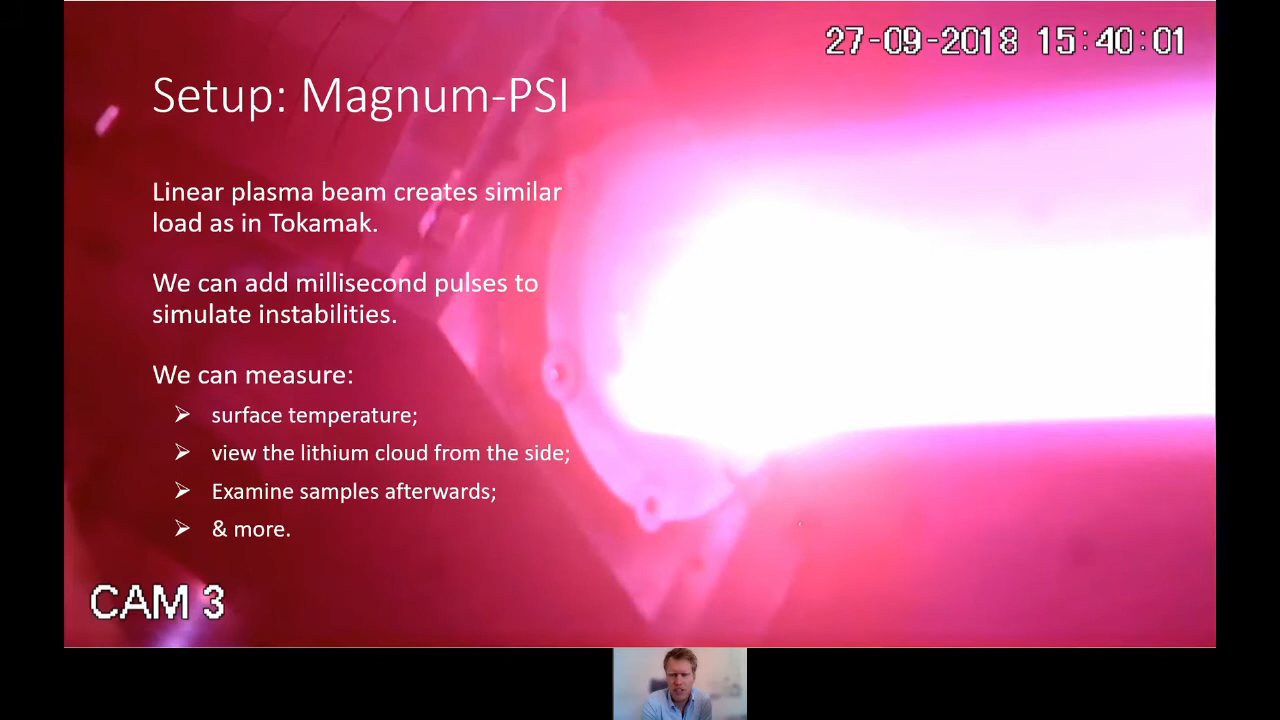 27-09-2018 15:40:01
Setup: Magnum-PSI
Linear plasma beam creates similar
load as in Tokamak.
We can add millisecond pulses to
simulate instabilities.
We can measure:
➢ surface temperature;
➢ view the lithium cloud from the side;
➢ Examine samples afterwards;
➢ & more.
CAM 3